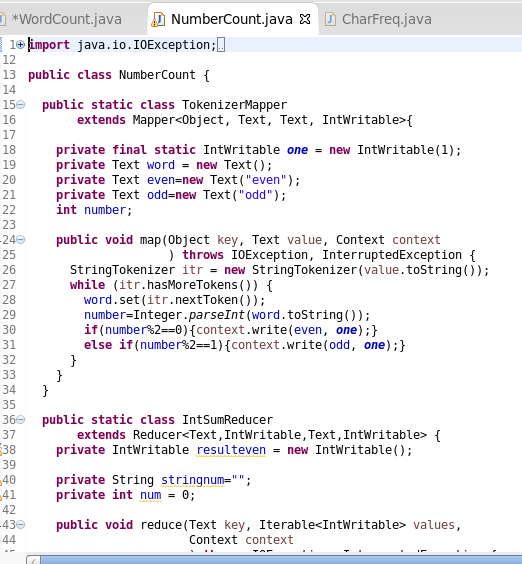 *WordCount.java NumberCount.java CharFreq.java
1 import java.io.IOException;
12
13 public class NumberCount {
14
15 public static class TokenizerMapper
16 extends Mapper<Object, Text, Text, IntWritable>{
17
18 private final static IntWritable one = new IntWritable(1);
19 private Text word = new Text();
20 private Text even=new Text("even");
21 private Text odd=new Text("odd");
22 int number;
23
24 public void map(Object key, Text value, Context context
25 ) throws IOException, InterruptedException {
26 StringTokenizer itr = new StringTokenizer(value.toString());
27 while (itr.hasMoreTokens()) {
28 word.set(itr.nextToken());
29 number=Integer.parseInt(word.toString());
30 if(number%2==0){context.write(even, one);}
31 else if(number%2==1){context.write(odd, one);}
32 }
33 }
34 }
35
36 public static class IntSumReducer
37 extends Reducer<Text,IntWritable,Text,IntWritable> {
38 private IntWritable resulteven = new IntWritable();
39
40 private String stringnum="";
41 private int num = 0;
42
43 public void reduce(Text key, Iterable<IntWritable> values,
44 Context context